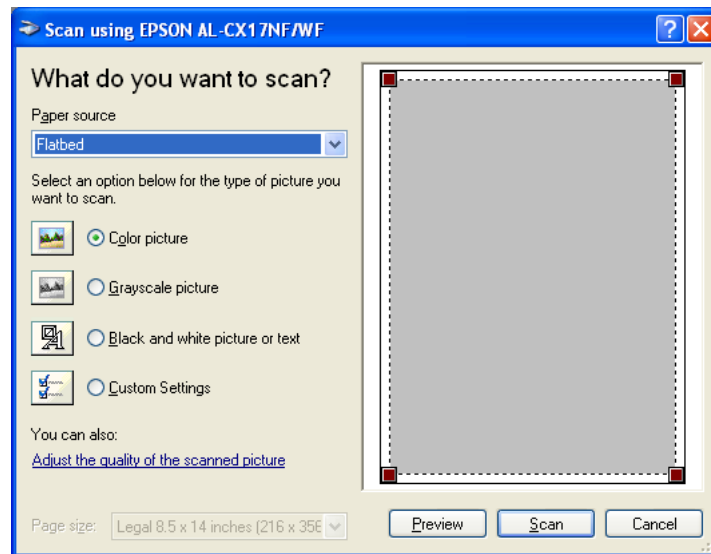 Scan using EPSON AL-CX17NF/WF
What do you want to scan?
Paper source
Flatbed
Select an option below for the type of picture you
want to scan.
Color picture
Grayscale picture
Black and white picture or text
Custom Settings
You can also:
Adjust the quality of the scanned picture
Page size: Legal 8.5 x 14 inches (216 x 356
Preview Scan Cancel